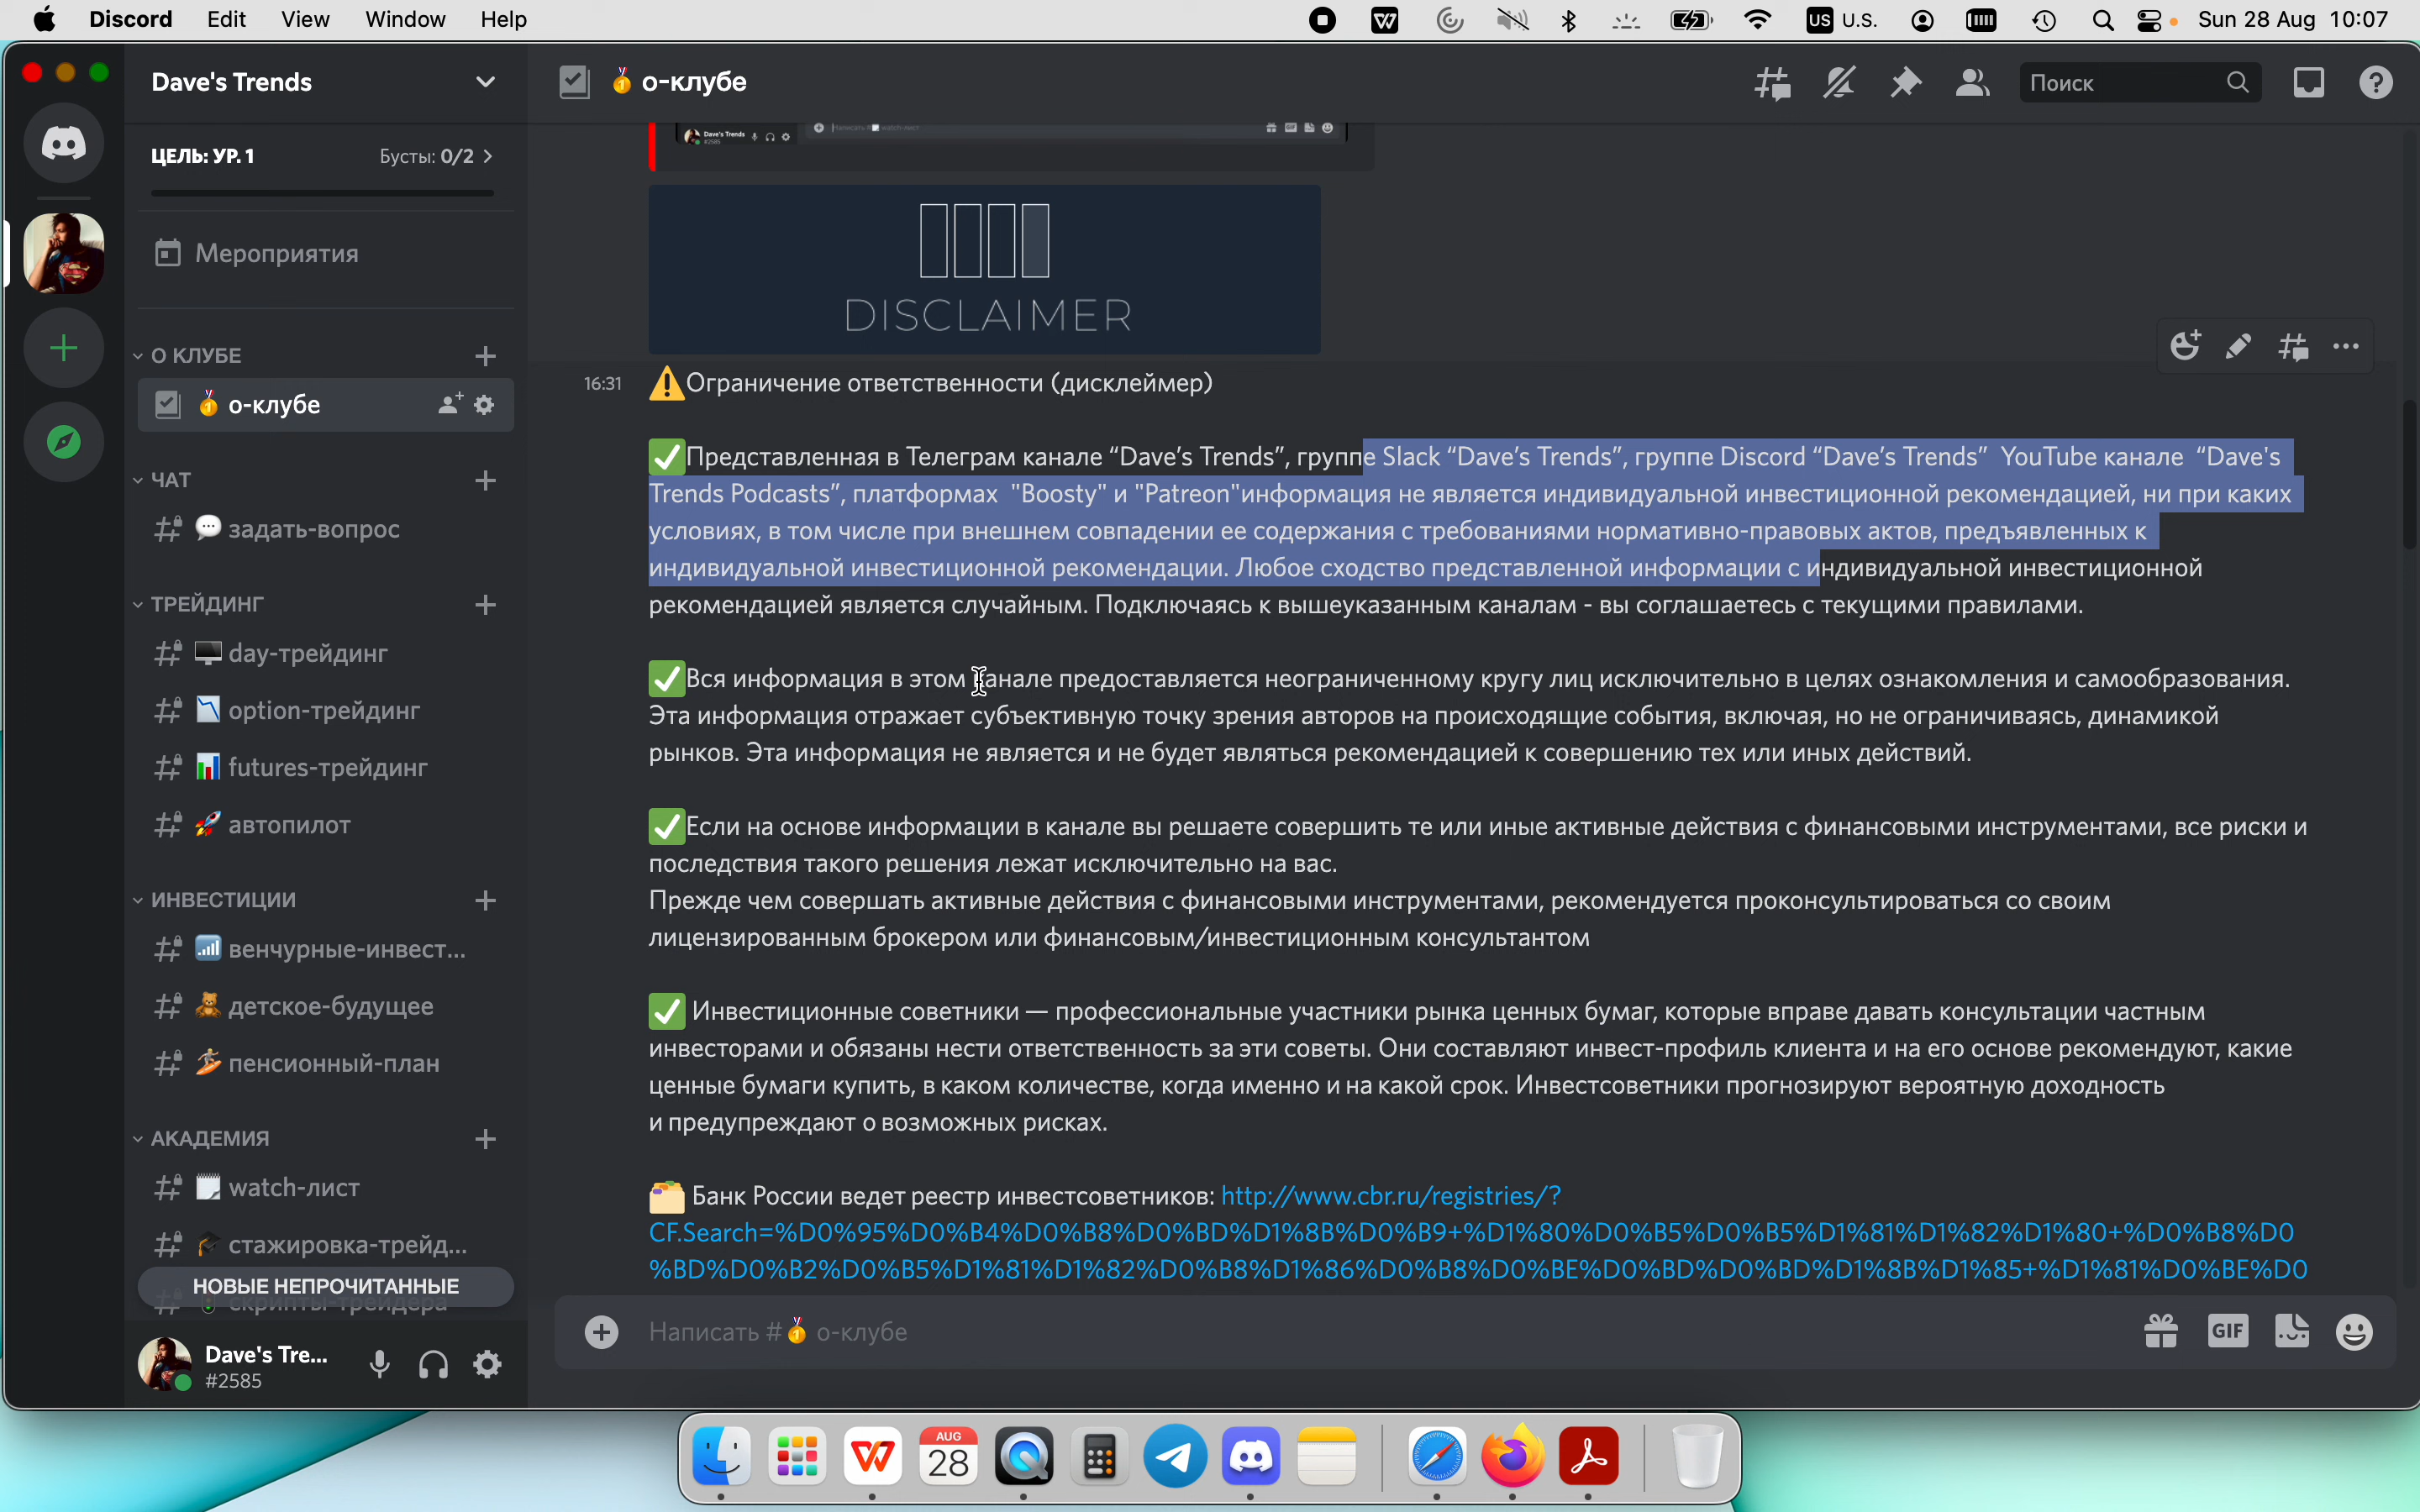 Discord Edit View Window Help
US U.S. Sun 28 Aug 10:07
Dave's Trends
ЦЕЛЬ: УР. 1 Бусты: 0/2
Мероприятия
О КЛУБЕ
о-клубе
ЧАТ
задать-вопрос
ТРЕЙДИНГ
day-трейдинг
option-трейдинг
futures-трейдинг
автопилот
ИНВЕСТИЦИИ
венчурные-инвест...
детское-будущее
пенсионный-план
АКАДЕМИЯ
watch-лист
стажировка-трейд...
НОВЫЕ НЕПРОЧИТАННЫЕ
скрипты-трейдера
Dave's Tre...
#2585
о-клубе
Поиск
Dave's Trends
#2585
DISCLAIMER
16:31 Ограничение ответственности (дисклеймер)
Представленная в Телеграм канале “Dave’s Trends”, группе Slack “Dave’s Trends”, группе Discord “Dave’s Trends” YouTube канале “Dave's
Trends Podcasts”, платформах "Boosty" и "Patreon"информация не является индивидуальной инвестиционной рекомендацией, ни при каких
условиях, в том числе при внешнем совпадении ее содержания с требованиями нормативно-правовых актов, предъявленных к
индивидуальной инвестиционной рекомендации. Любое сходство представленной информации с индивидуальной инвестиционной
рекомендацией является случайным. Подключаясь к вышеуказанным каналам - вы соглашаетесь с текущими правилами.
Вся информация в этом канале предоставляется неограниченному кругу лиц исключительно в целях ознакомления и самообразования.
Эта информация отражает субъективную точку зрения авторов на происходящие события, включая, но не ограничиваясь, динамикой
рынков. Эта информация не является и не будет являться рекомендацией к совершению тех или иных действий.
Если на основе информации в канале вы решаете совершить те или иные активные действия с финансовыми инструментами, все риски и
последствия такого решения лежат исключительно на вас.
Прежде чем совершать активные действия с финансовыми инструментами, рекомендуется проконсультироваться со своим
лицензированным брокером или финансовым/инвестиционным консультантом
Инвестиционные советники — профессиональные участники рынка ценных бумаг, которые вправе давать консультации частным
инвесторами и обязаны нести ответственность за эти советы. Они составляют инвест-профиль клиента и на его основе рекомендуют, какие
ценные бумаги купить, в каком количестве, когда именно и на какой срок. Инвестсоветники прогнозируют вероятную доходность
и предупреждают о возможных рисках.
Банк России ведет реестр инвестсоветников: http://www.cbr.ru/registries/?
CF.Search=%D0%95%D0%B4%D0%B8%D0%BD%D1%8B%D0%B9+%D1%80%D0%B5%D0%B5%D1%81%D1%82%D1%80+%D0%B8%D0
%BD%D0%B2%D0%B5%D1%81%D1%82%D0%B8%D1%86%D0%B8%D0%BE%D0%BD%D0%BD%D1%8B%D1%85+%D1%81%D0%BE%D0
Написать # о-клубе
GIF
AUG
28